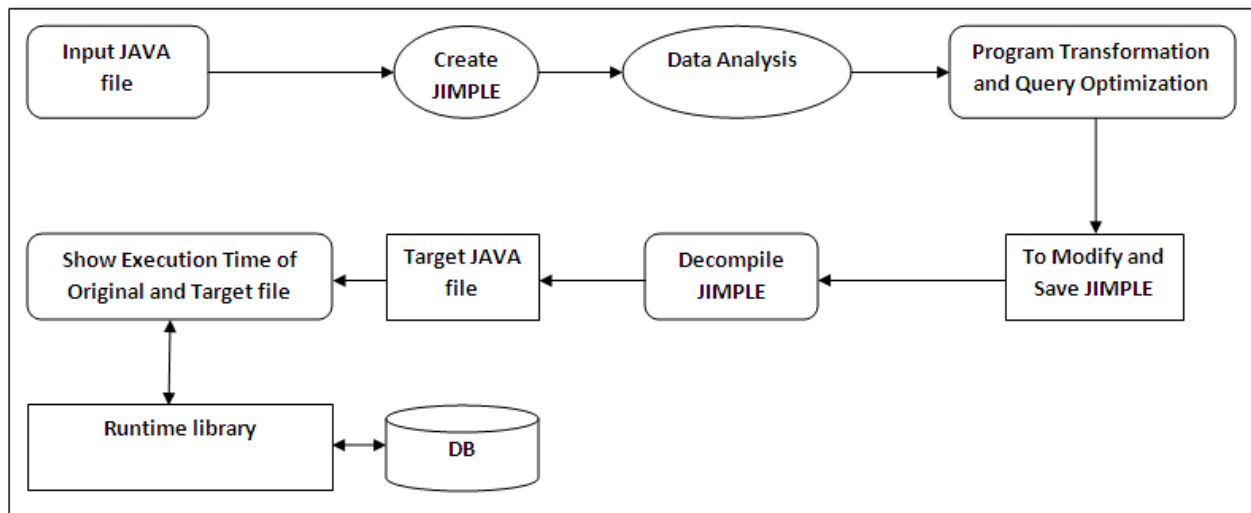 Input JAVA
file
Create
JIMPLE
Data Analysis
Program Transformation
and Query Optimization
Show Execution Time of
Original and Target file
Target JAVA
file
Decompile
JIMPLE
To Modify and
Save JIMPLE
Runtime library
DB